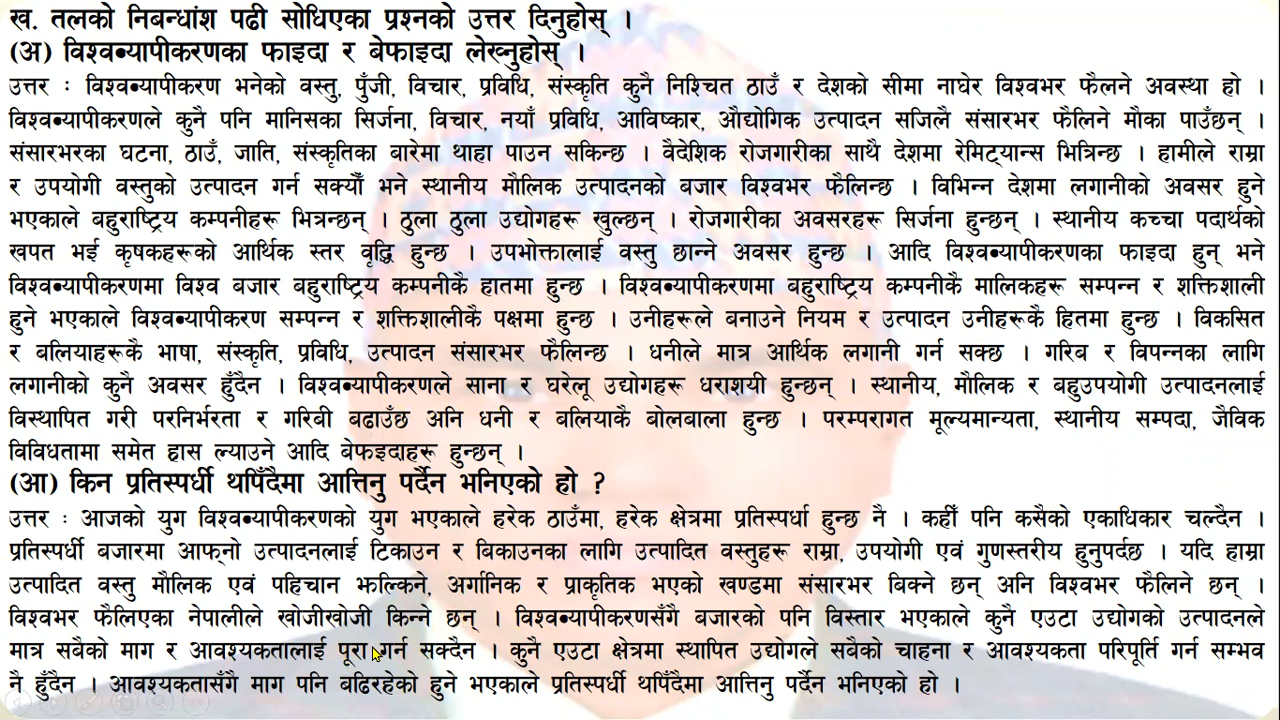 ख. तलको निबन्धांश पढी सोधिएका प्रश्नको उत्तर दिनुहोस् ।
(अ) विश्व•यापीकरणका फाइदा र बेफाइदा लेख्नुहोस् ।
उत्तर : विश्व•यापीकरण भनेको वस्तु, पुँजी, विचार, प्रविधि, संस्कृति कुनै निश्चित ठाउँ र देशको सीमा नाघेर विश्वभर फैलने अवस्था हो ।
विश्व•यापीकरणले कुनै पनि मानिसका सिर्जना, विचार, नयाँ प्रविधि, आविष्कार, औद्योगिक उत्पादन सजिलै संसारभर फैलिने मौका पाउँछन् ।
संसारभरका घटना, ठाउँ, जाति, संस्कृतिका बारेमा थाहा पाउन सकिन्छ । वैदेशिक रोजगारीका साथै देशमा रेमिट्यान्स भित्रिन्छ । हामीले राम्रा
र उपयोगी वस्तुको उत्पादन गर्न सक्यौँ भने स्थानीय मौलिक उत्पादनको बजार विश्वभर फैलिन्छ । विभिन्न देशमा लगानीको अवसर हुने
भएकाले बहुराष्ट्रिय कम्पनीहरू भित्रन्छन् । ठुला ठुला उद्योगहरू खुल्छन् । रोजगारीका अवसरहरू सिर्जना हुन्छन् । स्थानीय कच्चा पदार्थको
खपत भई कृषकहरूको आर्थिक स्तर वृद्धि हुन्छ । उपभोक्तालाई वस्तु छान्ने अवसर हुन्छ । आदि विश्व•यापीकरणका फाइदा हुन् भने
विश्व•यापीकरणमा विश्व बजार बहुराष्ट्रिय कम्पनीकै हातमा हुन्छ । विश्व•यापीकरणमा बहुराष्ट्रिय कम्पनीकै मालिकहरू सम्पन्न र शक्तिशाली
हुने भएकाले विश्व•यापीकरण सम्पन्न र शक्तिशालीकै पक्षमा हुन्छ । उनीहरूले बनाउने नियम र उत्पादन उनीहरूकै हितमा हुन्छ । विकसित
र बलियाहरूकै भाषा, संस्कृति, प्रविधि, उत्पादन संसारभर फैलिन्छ । धनीले मात्र आर्थिक लगानी गर्न सक्छ । गरिब र विपन्नका लागि
लगानीको कुनै अवसर हुँदैन । विश्व•यापीकरणले साना र घरेलू उद्योगहरू धराशयी हुन्छन् । स्थानीय, मौलिक र बहुउपयोगी उत्पादनलाई
विस्थापित गरी परनिर्भरता र गरिबी बढाउँछ अनि धनी र बलियाकै बोलबाला हुन्छ । परम्परागत मूल्यमान्यता, स्थानीय सम्पदा, जैविक
विविधतामा समेत ह्रास ल्याउने आदि बेफइदाहरू हुन्छन् ।
(आ) किन प्रतिस्पर्धी थपिँदैमा आत्तिनु पर्दैन भनिएको हो ?
उत्तर : आजको युग विश्व•यापीकरणको युग भएकाले हरेक ठाउँमा, हरेक क्षेत्रमा प्रतिस्पर्धा हुन्छ नै । कहीँ पनि कसैको एकाधिकार चल्दैन ।
प्रतिस्पर्धी बजारमा आफ्नो उत्पादनलाई टिकाउन र बिकाउनका लागि उत्पादित वस्तुहरू राम्रा, उपयोगी एवं गुणस्तरीय हुनुपर्दछ । यदि हाम्रा
उत्पादित वस्तु मौलिक एवं पहिचान झल्किने, अर्गानिक र प्राकृतिक भएको खण्डमा संसारभर बिक्ने छन् अनि विश्वभर फैलिने छन् ।
विश्वभर फैलिएका नेपालीले खोजीखोजी किन्ने छन् । विश्व•यापीकरणसँगै बजारको पनि विस्तार भएकाले कुनै एउटा उद्योगको उत्पादनले
मात्र सबैको माग र आवश्यकतालाई पूरा गर्न सक्दैन । कुनै एउटा क्षेत्रमा स्थापित उद्योगले सबैको चाहना र आवश्यकता परिपूर्ति गर्न सम्भव
नै हुँदैन । आवश्यकतासँगै माग पनि बढिरहेको हुने भएकाले प्रतिस्पर्धी थपिँदैमा आत्तिनु पर्दैन भनिएको हो ।